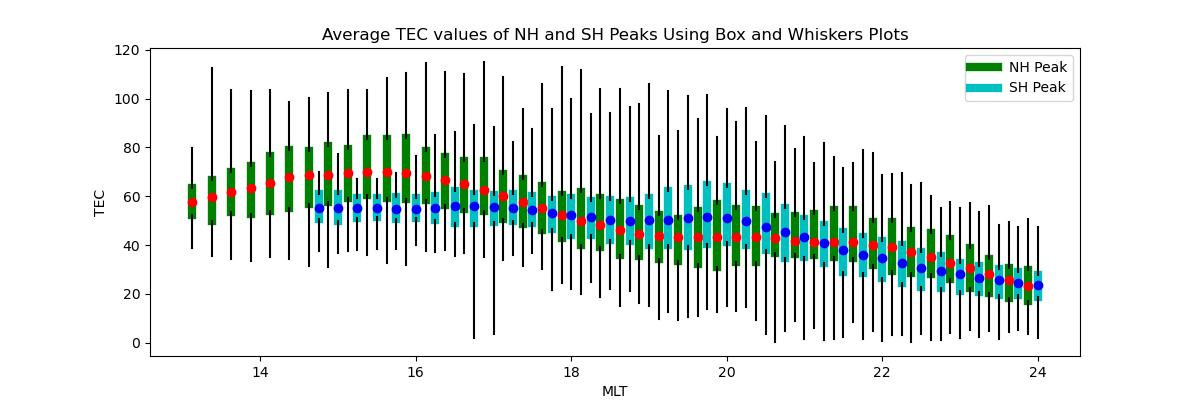 Average TEC values of NH and SH Peaks Using Box and Whiskers Plots
NH Peak
SH Peak
TEC
120
100
80
60
40
20
0
14 16 18 20 22 24
MLT